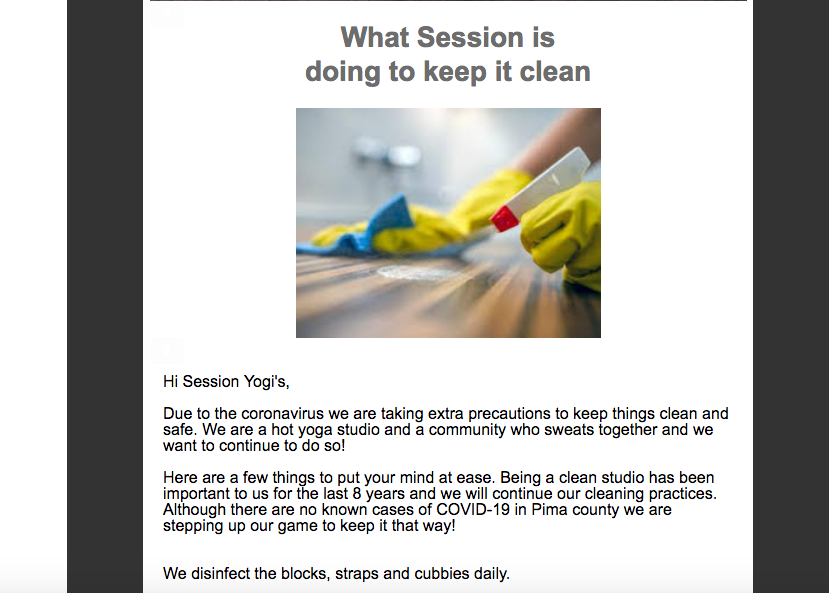 What Session is
doing to keep it clean
Hi Session Yogi's,
Due to the coronavirus we are taking extra precautions to keep things clean and
safe. We are a hot yoga studio and a community who sweats together and we
want to continue to do so!
Here are a few things to put your mind at ease. Being a clean studio has been
important to us for the last 8 years and we will continue our cleaning practices.
Although there are no known cases of COVID-19 in Pima county we are
stepping up our game to keep it that way!
We disinfect the blocks, straps and cubbies daily.